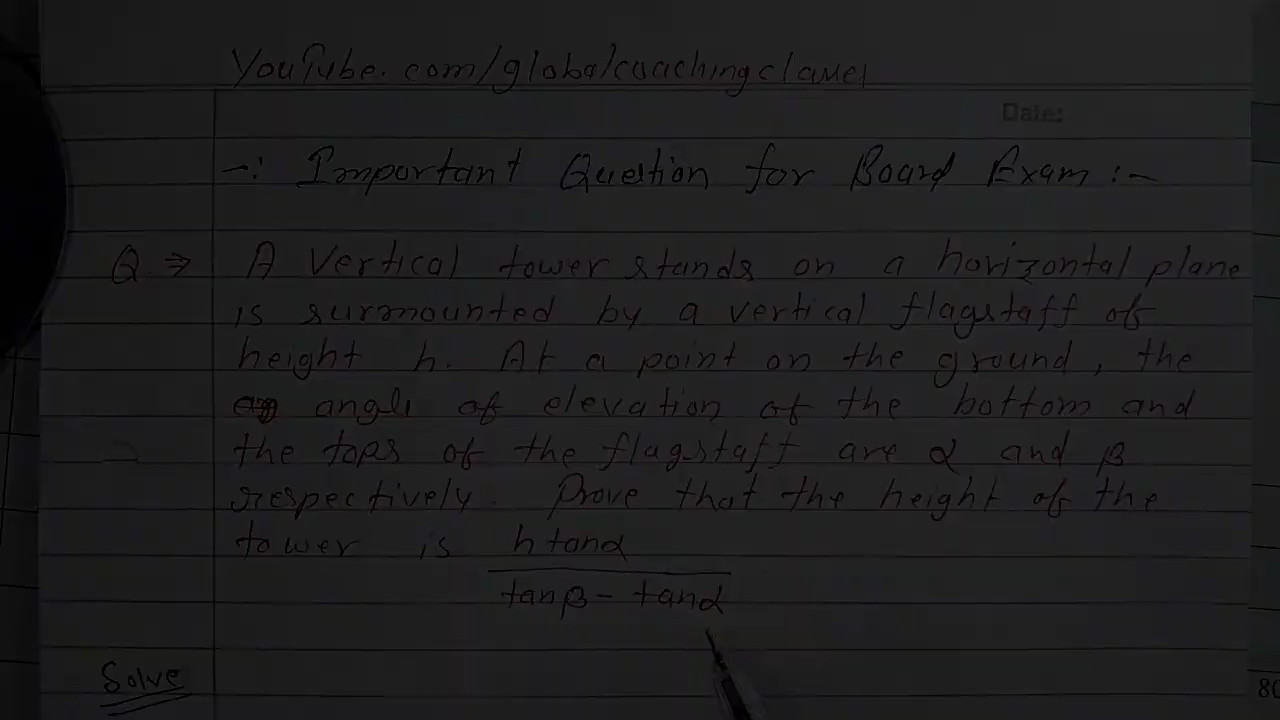 YouTube.com/globalcoachingclasses
Date:
-: Important Question for Board Exam :-
Q ⇒ A vertical tower stands on a horizontal plane
is surmounted by a vertical flagstaff of
height h. At a point on the ground, the
angle of elevation of the bottom and
the tops of the flagstaff are α and β
respectively. Prove that the height of the
tower is h tanα
tanβ - tanα
Solve
80